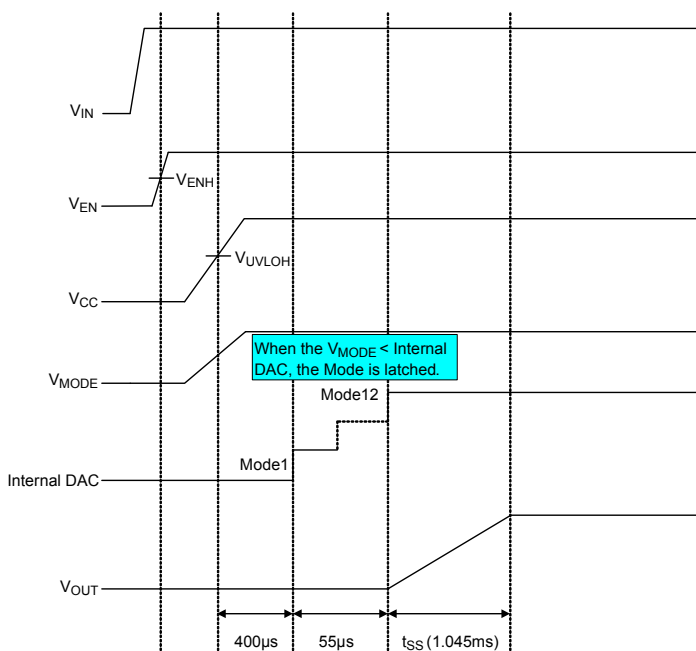 VIN
VENH
VEN
VUVLOH
VCC
When the VMODE < Internal
DAC, the Mode is latched.
VMODE
Mode12
Mode1
Internal DAC
VOUT
400µs
55µs
tSS (1.045ms)